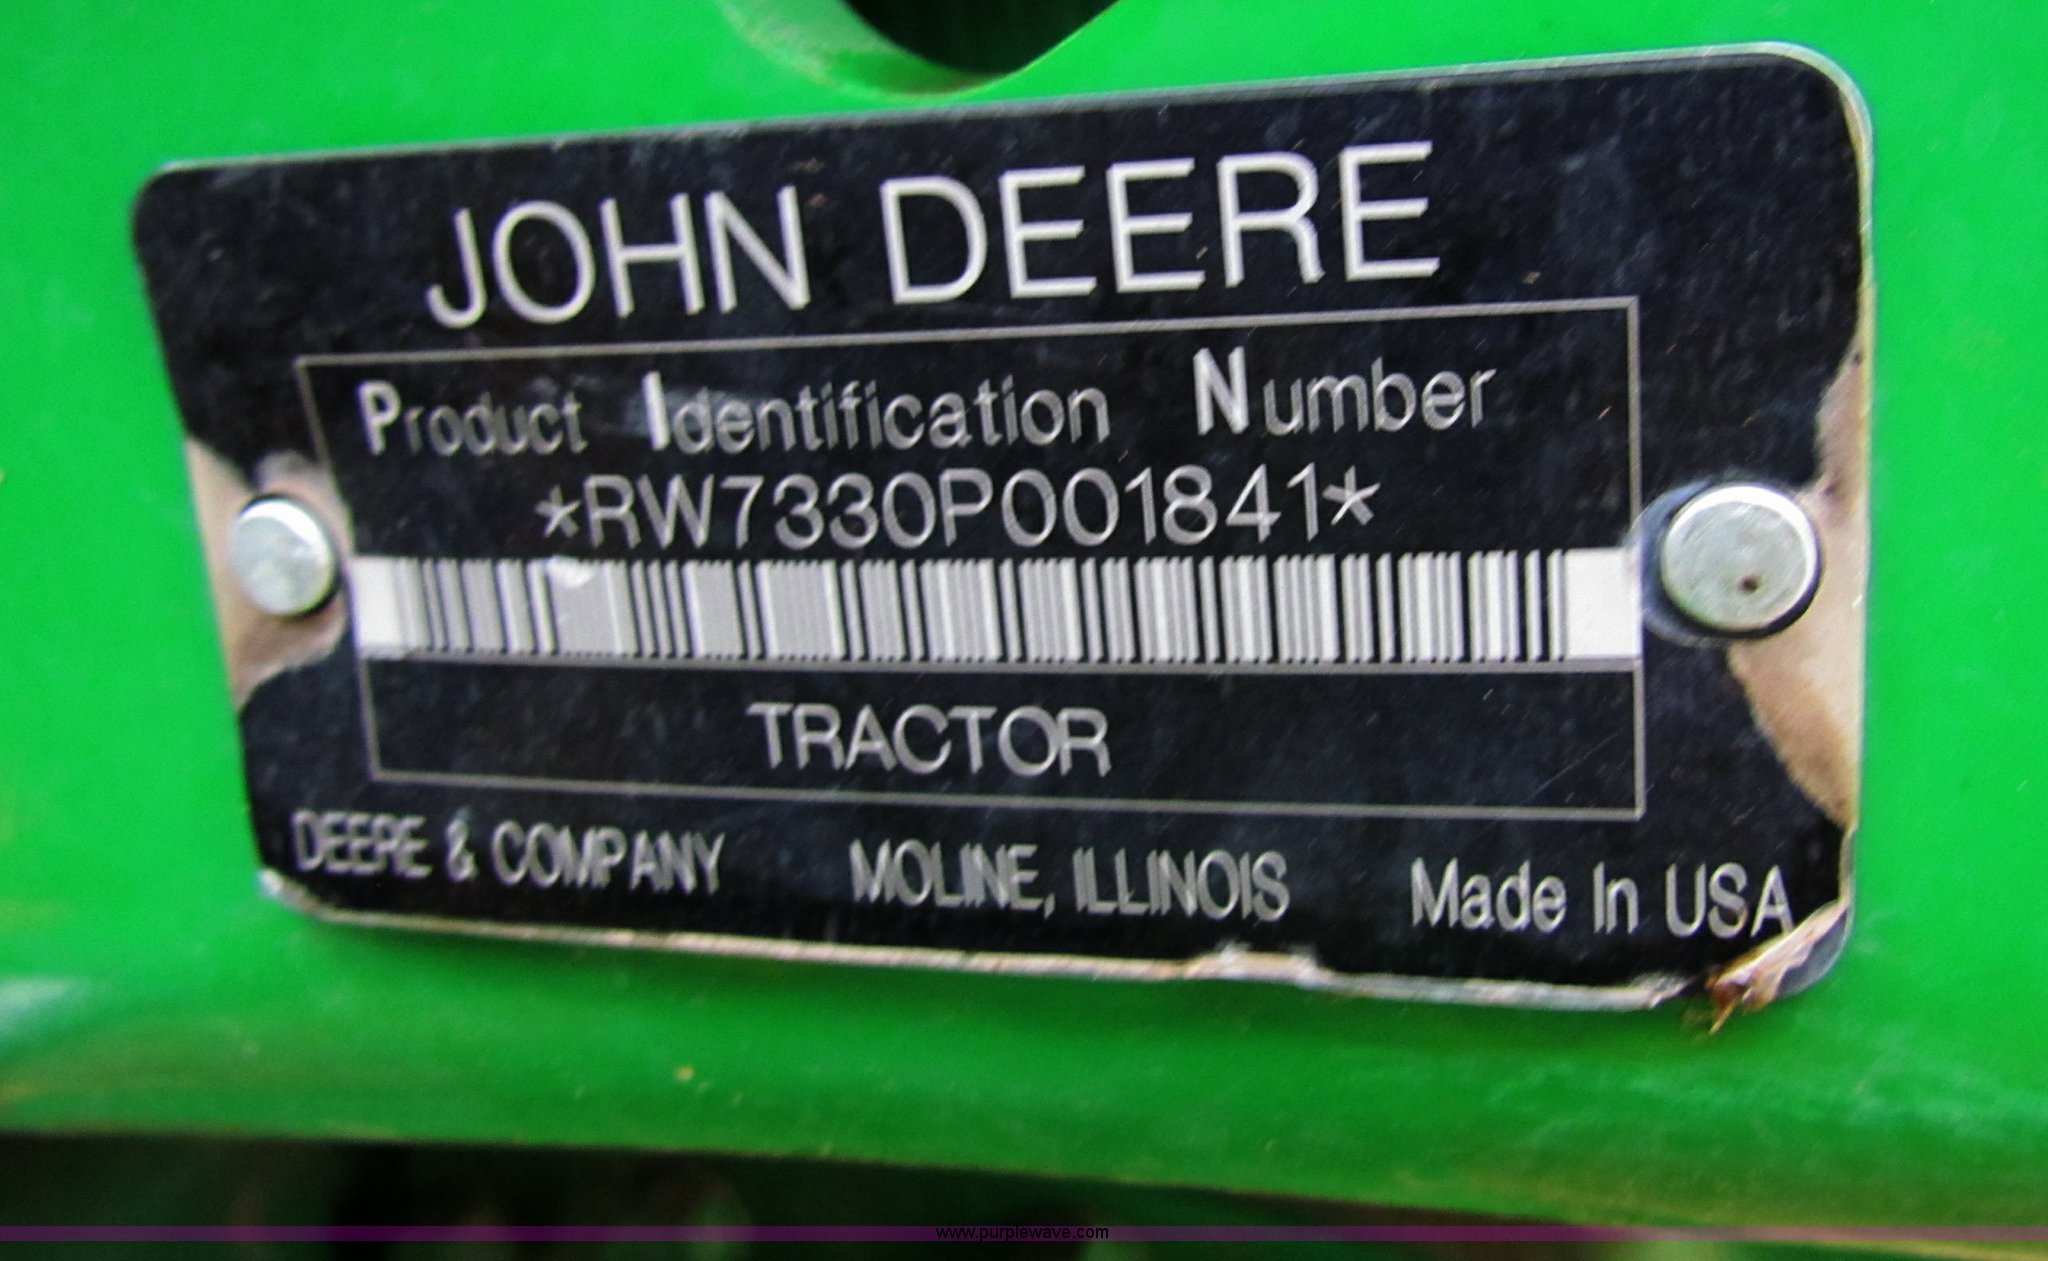 JOHN DEERE
Product Identification Number
*RW7330P001841*
TRACTOR
DEERE & COMPANY MOLINE, ILLINOIS Made In USA
www.purplewave.com